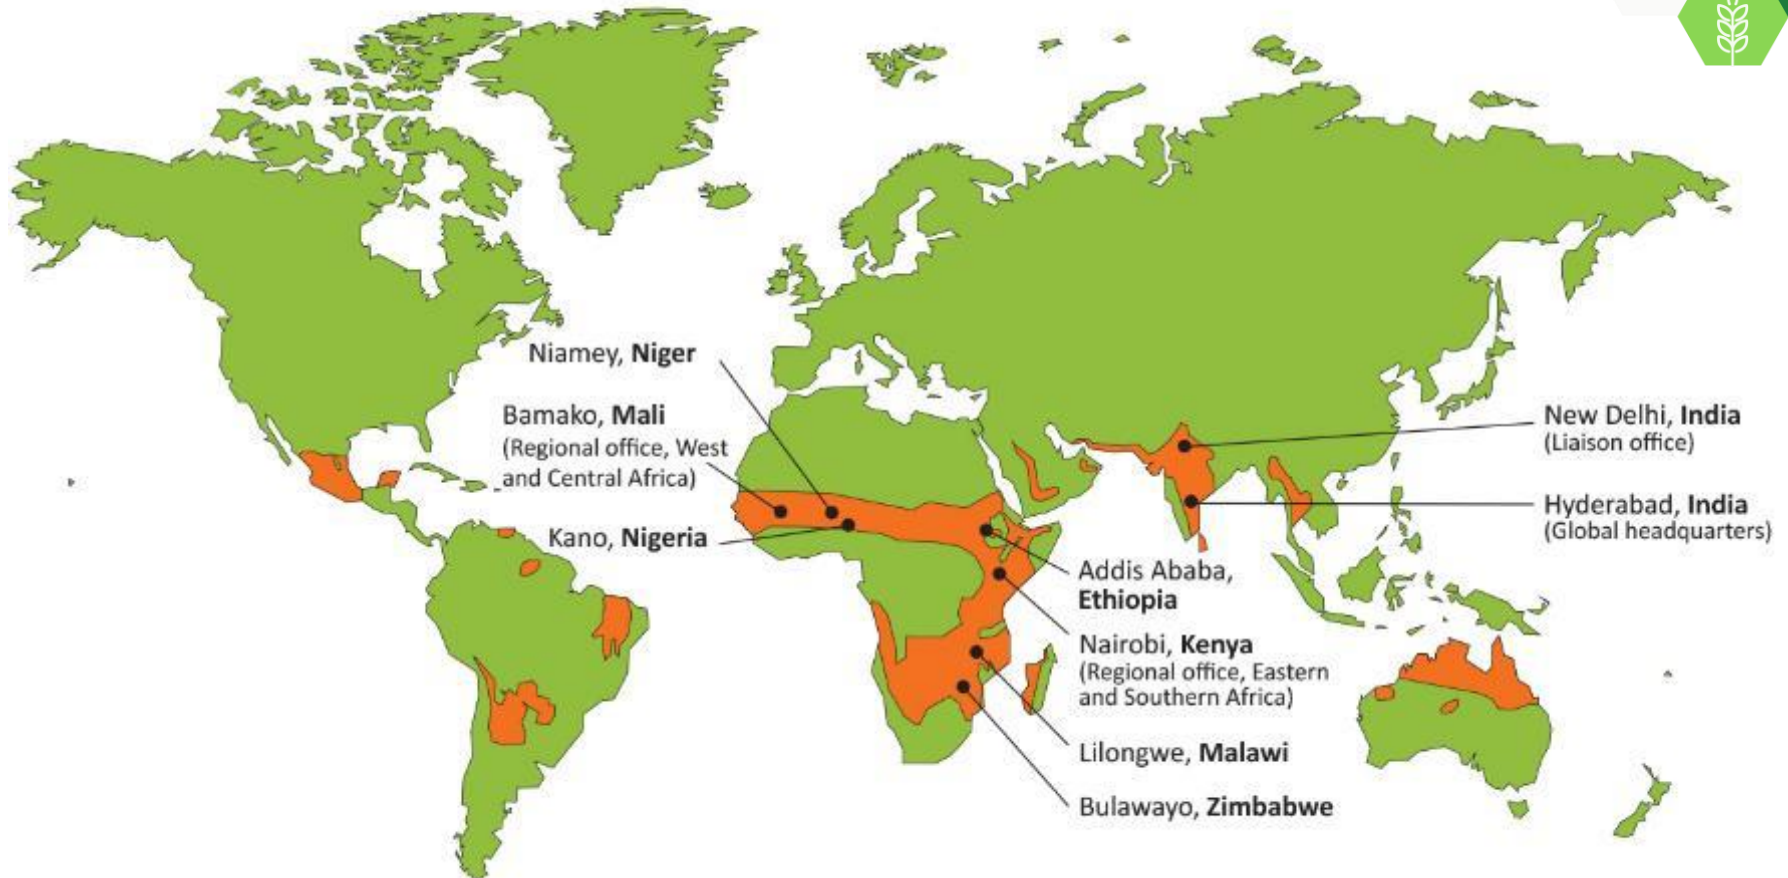 Niamey, Niger
Bamako, Mali
(Regional office, West
and Central Africa)
Kano, Nigeria
New Delhi, India
(Liaison office)
Hyderabad, India
(Global headquarters)
Addis Ababa,
Ethiopia
Nairobi, Kenya
(Regional office, Eastern
and Southern Africa)
Lilongwe, Malawi
Bulawayo, Zimbabwe